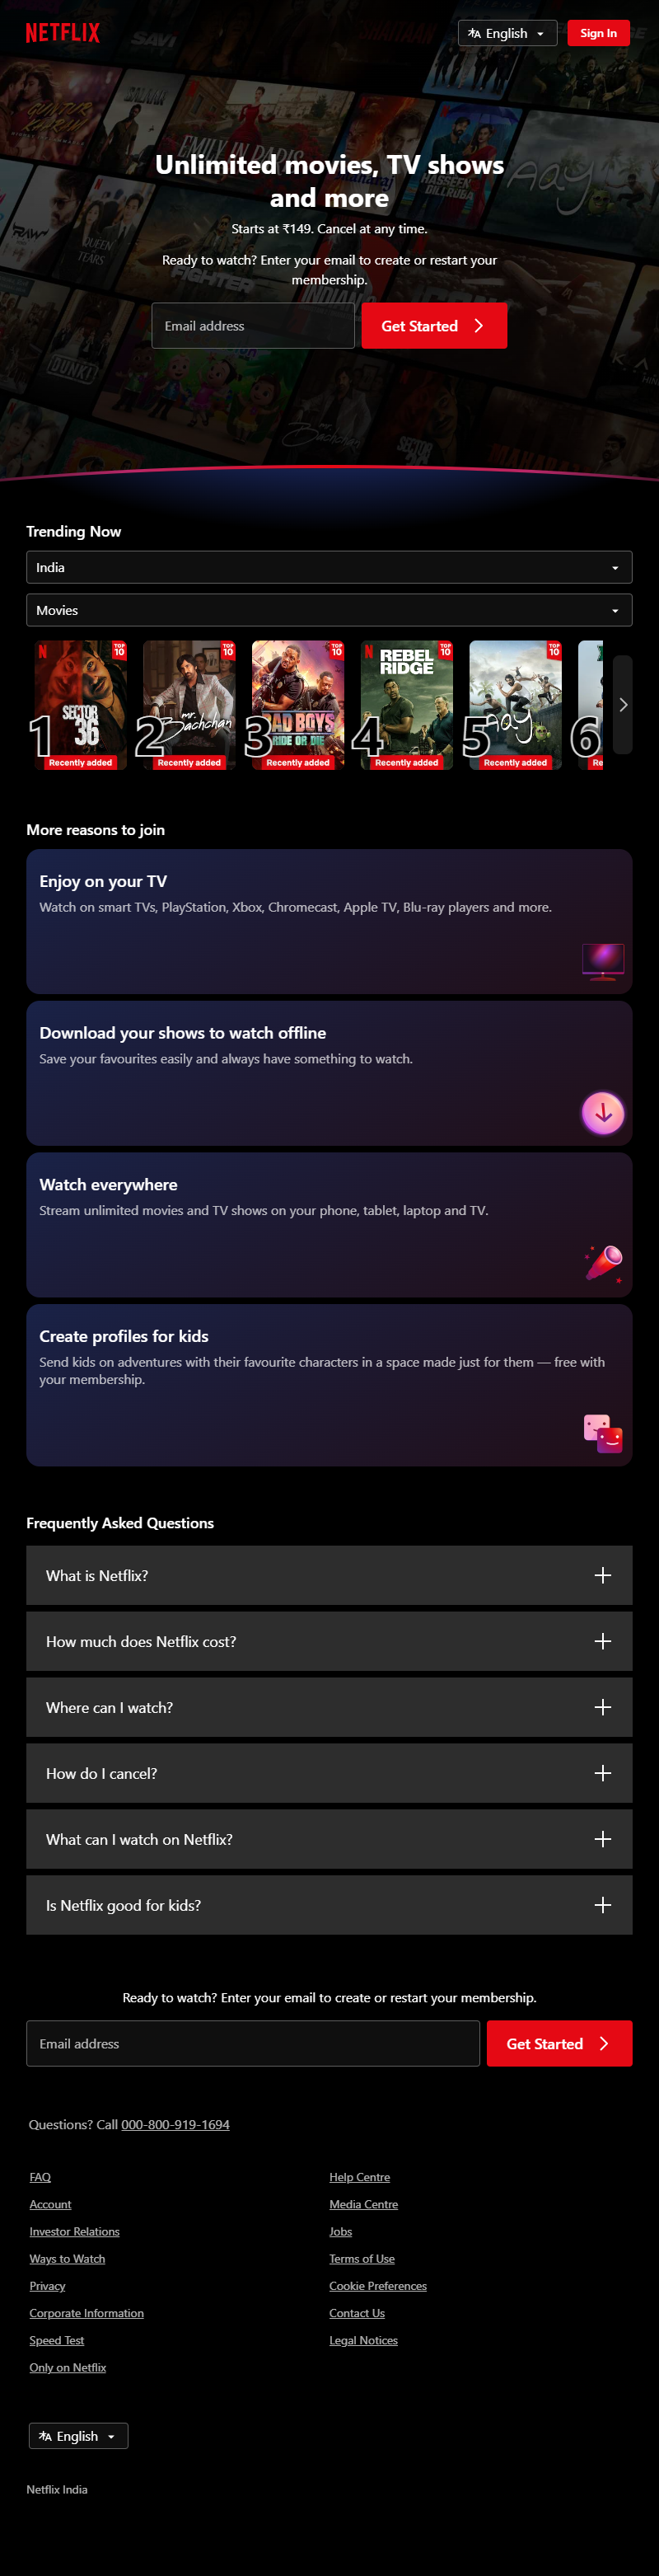 NETFLIX
English
Sign In
Unlimited movies, TV shows
and more
Starts at ₹149. Cancel at any time.
Ready to watch? Enter your email to create or restart your
membership.
Email address
Get Started
Trending Now
India
Movies
TOP 10
TOP 10
TOP 10
TOP 10
TOP 10
SECTOR 36
mr. Bachchan
BAD BOYS
RIDE OR DIE
REBEL RIDGE
Aay
1
2
3
4
5
6
Recently added
Recently added
Recently added
Recently added
Recently added
Re
More reasons to join
Enjoy on your TV
Watch on smart TVs, PlayStation, Xbox, Chromecast, Apple TV, Blu-ray players and more.
Download your shows to watch offline
Save your favourites easily and always have something to watch.
Watch everywhere
Stream unlimited movies and TV shows on your phone, tablet, laptop and TV.
Create profiles for kids
Send kids on adventures with their favourite characters in a space made just for them — free with
your membership.
Frequently Asked Questions
What is Netflix?
How much does Netflix cost?
Where can I watch?
How do I cancel?
What can I watch on Netflix?
Is Netflix good for kids?
Ready to watch? Enter your email to create or restart your membership.
Email address
Get Started
Questions? Call 000-800-919-1694
FAQ
Help Centre
Account
Media Centre
Investor Relations
Jobs
Ways to Watch
Terms of Use
Privacy
Cookie Preferences
Corporate Information
Contact Us
Speed Test
Legal Notices
Only on Netflix
English
Netflix India